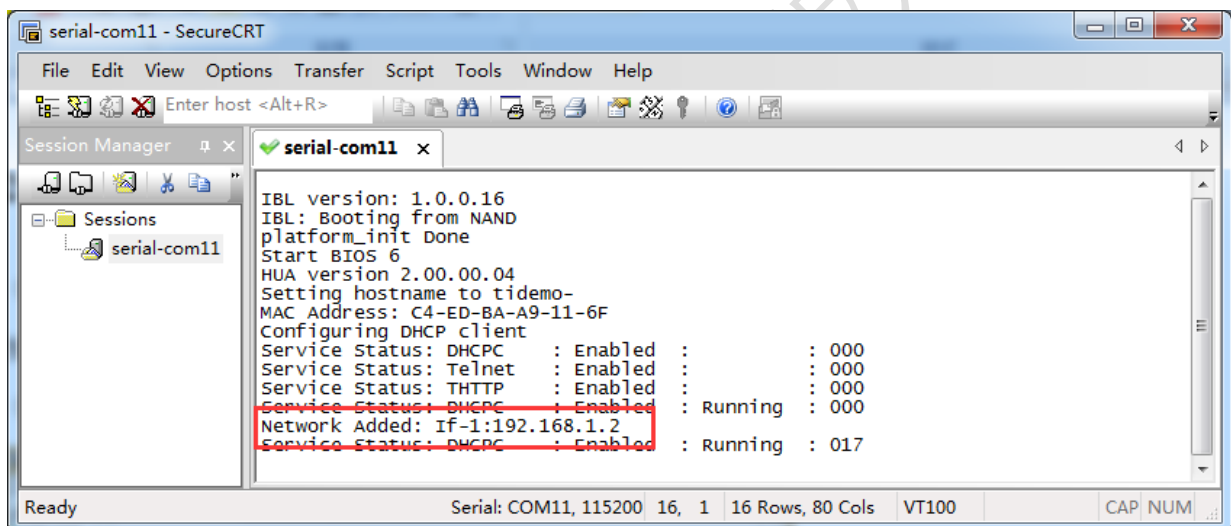 serial-com11 - SecureCRT
File Edit View Options Transfer Script Tools Window Help
Enter host <Alt+R>
Session Manager
serial-com11
Sessions
serial-com11
IBL version: 1.0.0.16
IBL: Booting from NAND
platform_init Done
Start BIOS 6
HUA version 2.00.00.04
Setting hostname to tidemo-
MAC Address: C4-ED-BA-A9-11-6F
Configuring DHCP client
Service Status: DHCPC : Enabled : : 000
Service Status: Telnet : Enabled : : 000
Service Status: THTTP : Enabled : : 000
Service Status: DHCPC : Enabled : Running : 000
Network Added: If-1:192.168.1.2
Service Status: DHCPC : Enabled : Running : 017
Ready
Serial: COM11, 115200 16, 1 16 Rows, 80 Cols VT100 CAP NUM